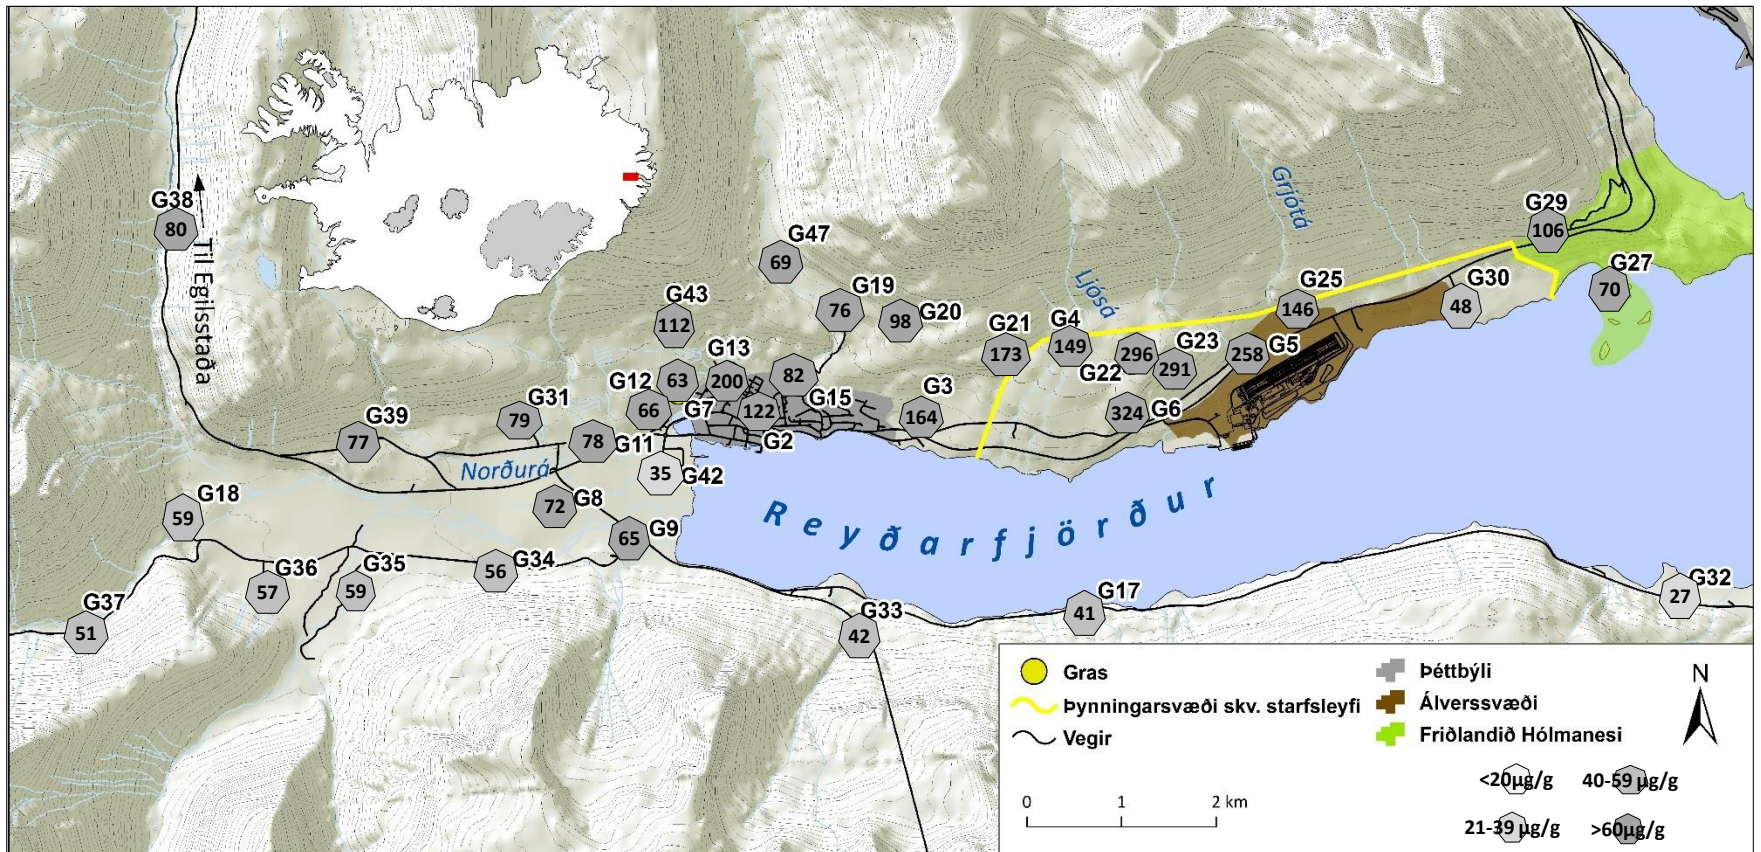 G38
80
Til Egilsstaða
G47
69
G43
112
G19
76
G20
98
Ljósá
Grjótá
G29
106
G27
70
G30
48
G25
146
G21
173
G4
149
G22
296
G23
291
G5
258
G6
324
G3
164
G13
200
82
G15
122
G2
63
G12
66
G7
G31
79
G39
77
78
G11
Norðurá
35
G42
G18
59
72
G8
65
G9
Reyðarfjörður
56
G34
G35
59
G36
57
G37
51
G33
42
G17
41
G32
27
Gras
Þynningarsvæði skv. starfsleyfi
Vegir
Þéttbýli
Álverssvæði
Friðlandið Hólmanesi
N
0 1 2 km
<20µg/g 40-59 µg/g
21-39 µg/g >60µg/g